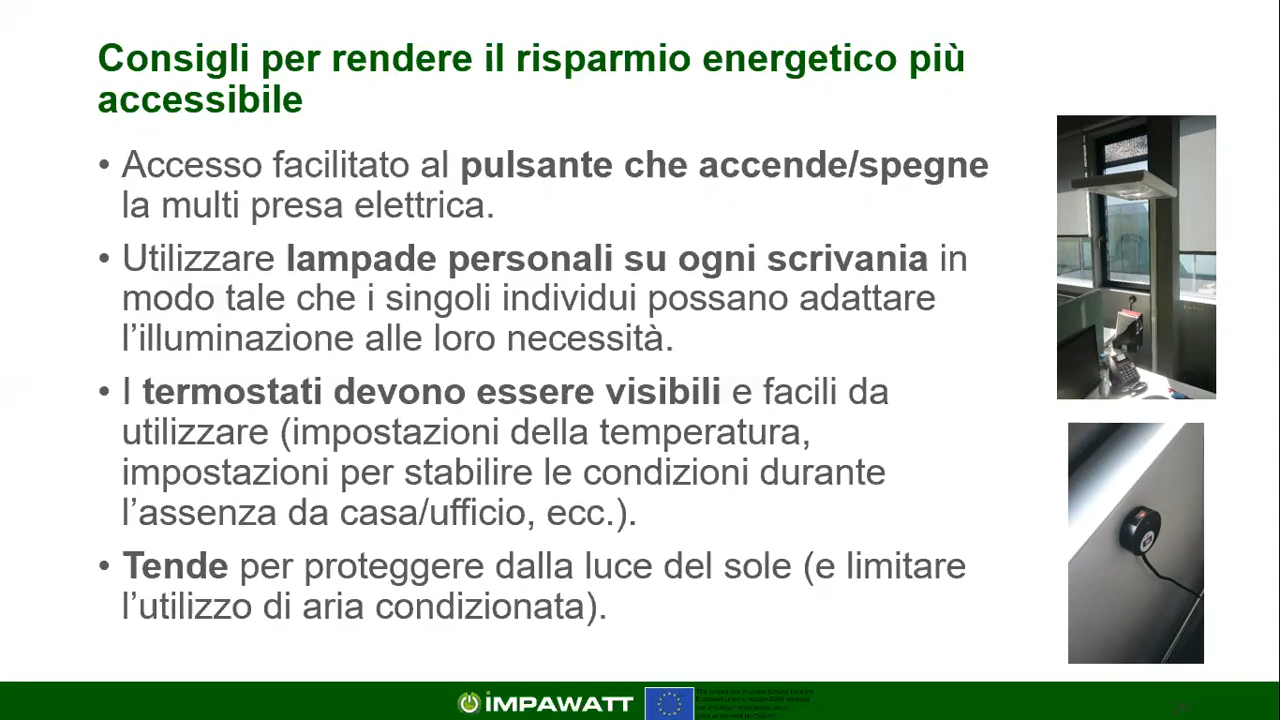 Consigli per rendere il risparmio energetico più
accessibile
• Accesso facilitato al pulsante che accende/spegne
la multi presa elettrica.
• Utilizzare lampade personali su ogni scrivania in
modo tale che i singoli individui possano adattare
l’illuminazione alle loro necessità.
• I termostati devono essere visibili e facili da
utilizzare (impostazioni della temperatura,
impostazioni per stabilire le condizioni durante
l’assenza da casa/ufficio, ecc.).
• Tende per proteggere dalla luce del sole (e limitare
l’utilizzo di aria condizionata).
iMPAWATT